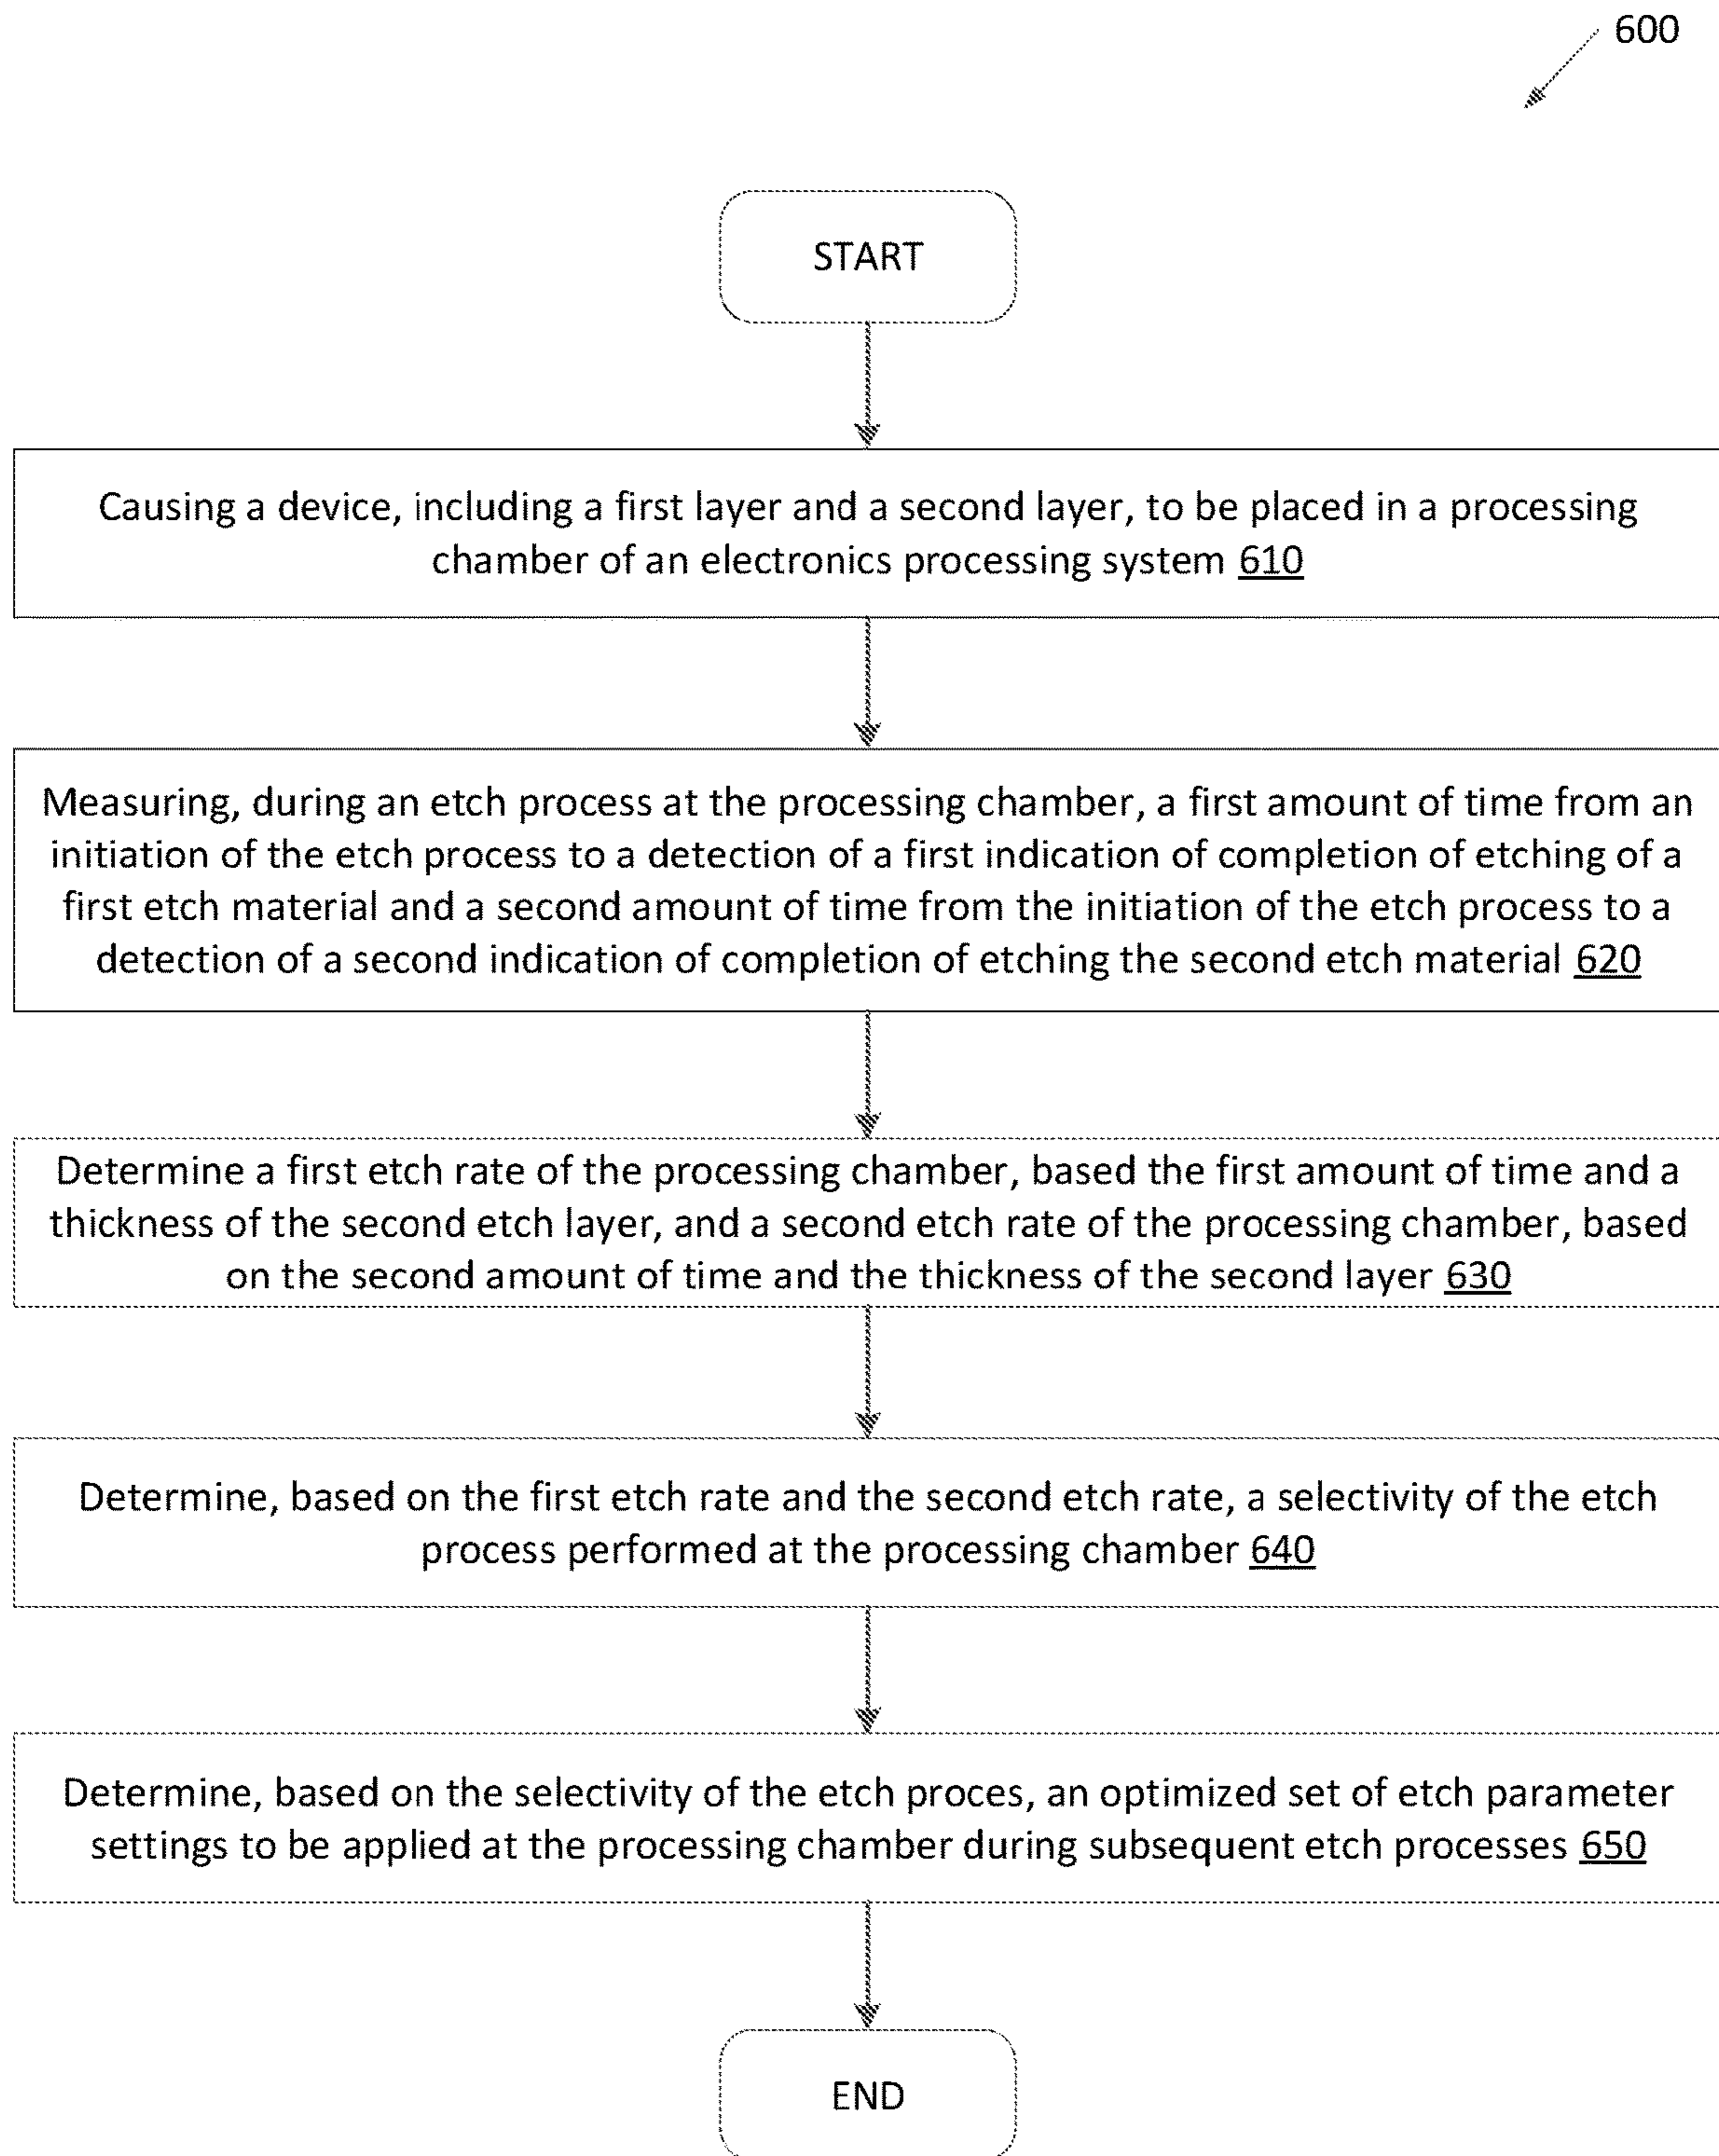 600
START
Causing a device, including a first layer and a second layer, to be placed in a processing
chamber of an electronics processing system 610
Measuring, during an etch process at the processing chamber, a first amount of time from an
initiation of the etch process to a detection of a first indication of completion of etching of a
first etch material and a second amount of time from the initiation of the etch process to a
detection of a second indication of completion of etching the second etch material 620
Determine a first etch rate of the processing chamber, based the first amount of time and a
thickness of the second etch layer, and a second etch rate of the processing chamber, based
on the second amount of time and the thickness of the second layer 630
Determine, based on the first etch rate and the second etch rate, a selectivity of the etch
process performed at the processing chamber 640
Determine, based on the selectivity of the etch proces, an optimized set of etch parameter
settings to be applied at the processing chamber during subsequent etch processes 650
END